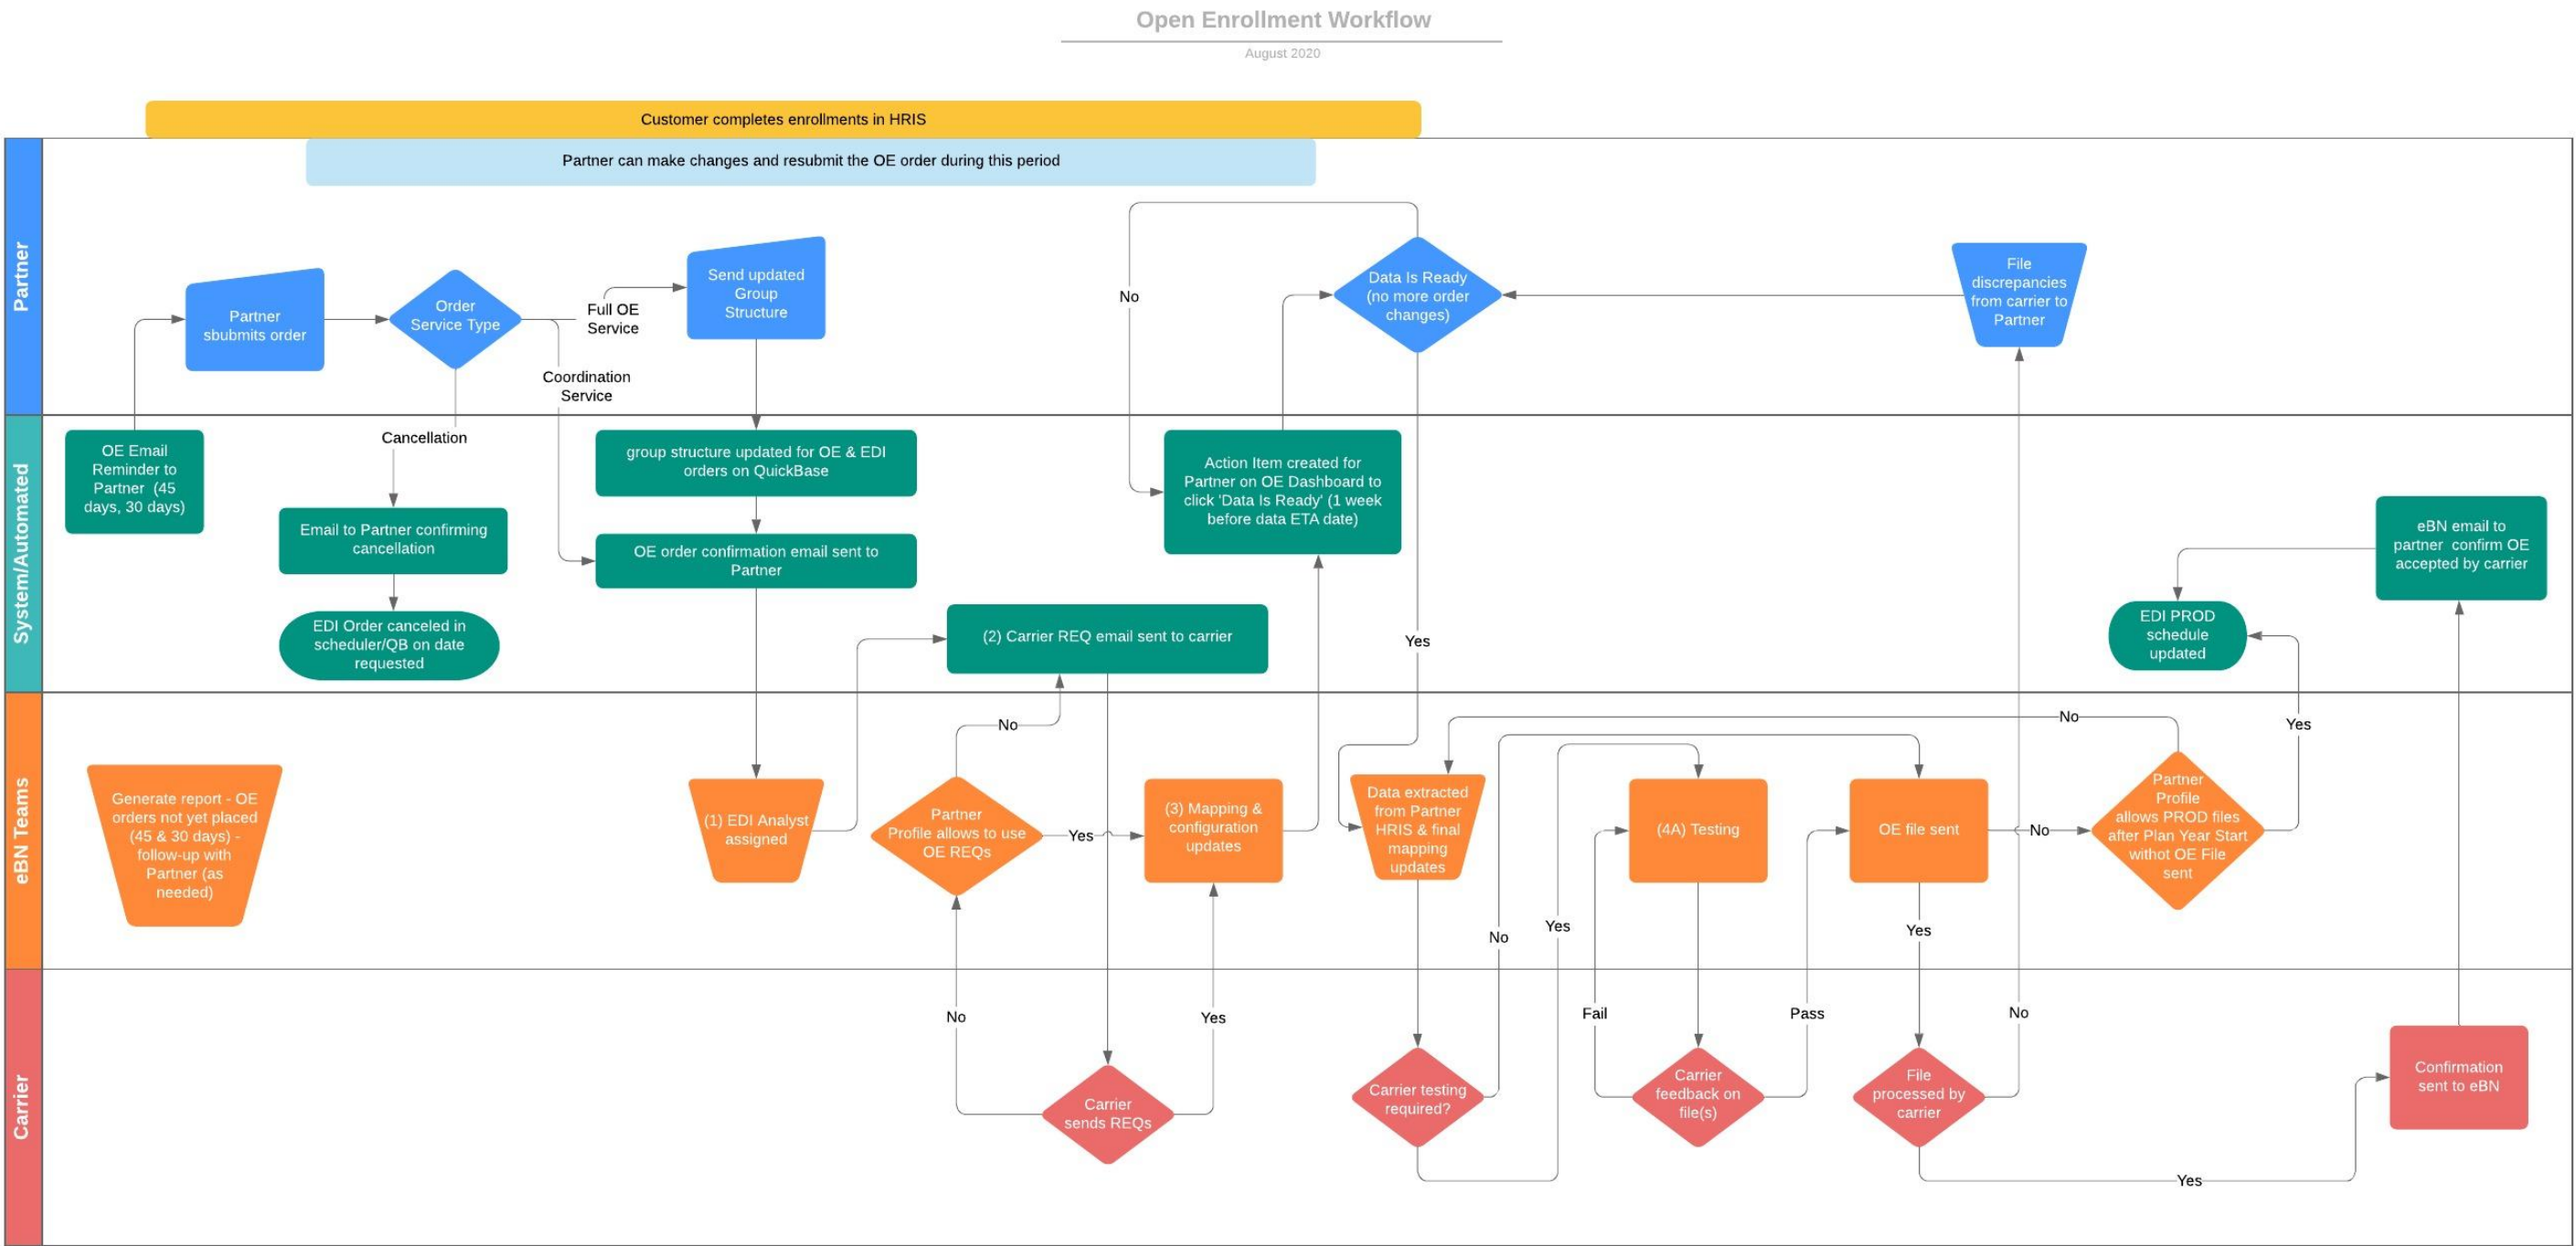 Open Enrollment Workflow
August 2020
Customer completes enrollments in HRIS
Partner can make changes and resubmit the OE order during this period
Partner
Partner
sbubmits order
Order
Service Type
Full OE
Service
Coordination
Service
Cancellation
Send updated
Group
Structure
No
Data Is Ready
(no more order
changes)
Yes
File
discrepancies
from carrier to
Partner
System/Automated
OE Email
Reminder to
Partner (45
days, 30 days)
Email to Partner confirming
cancellation
EDI Order canceled in
scheduler/QB on date
requested
group structure updated for OE & EDI
orders on QuickBase
OE order confirmation email sent to
Partner
(2) Carrier REQ email sent to carrier
Action Item created for
Partner on OE Dashboard to
click 'Data Is Ready' (1 week
before data ETA date)
eBN email to
partner confirm OE
accepted by carrier
EDI PROD
schedule
updated
eBN Teams
Generate report - OE
orders not yet placed
(45 & 30 days) -
follow-up with
Partner (as
needed)
(1) EDI Analyst
assigned
No
Partner
Profile allows to use
OE REQs
Yes
(3) Mapping &
configuration
updates
Data extracted
from Partner
HRIS & final
mapping
updates
No
Yes
(4A) Testing
OE file sent
No
Yes
No
Partner
Profile
allows PROD files
after Plan Year Start
withot OE File
sent
Yes
Carrier
No
Carrier
sends REQs
Yes
Carrier testing
required?
Fail
Carrier
feedback on
file(s)
Pass
File
processed by
carrier
No
Yes
Confirmation
sent to eBN